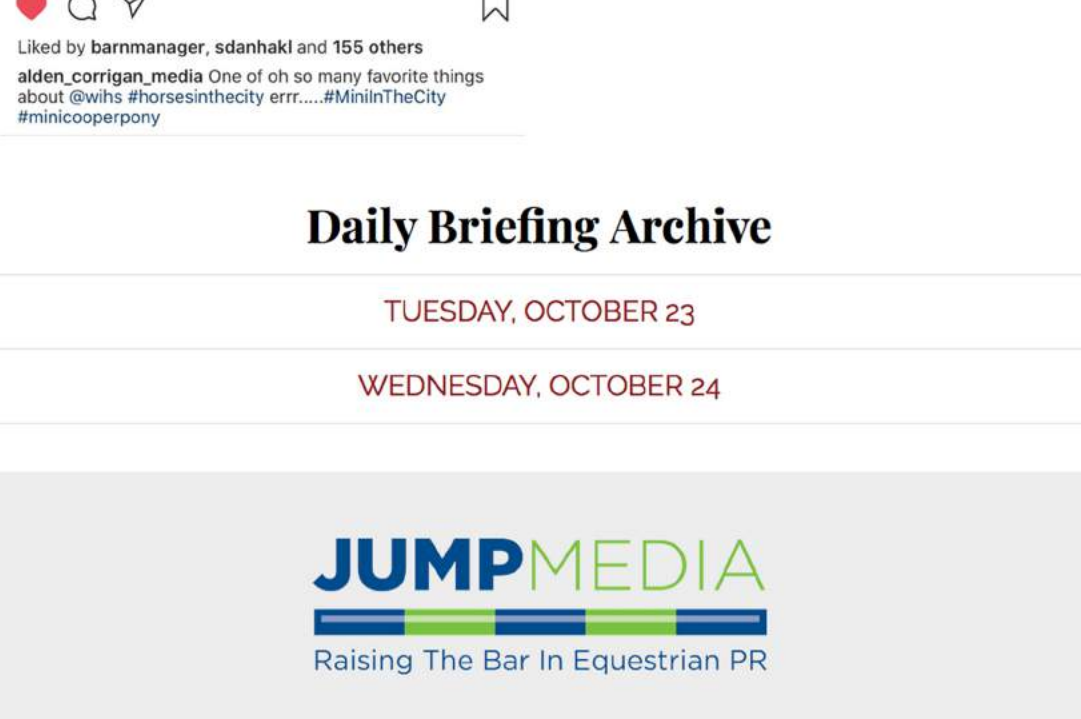 Liked by barnmanager, sdanhakl and 155 others
alden_corrigan_media One of oh so many favorite things
about @wihs #horsesinthecity errr.....#MiniInTheCity
#minicooperpony
Daily Briefing Archive
TUESDAY, OCTOBER 23
WEDNESDAY, OCTOBER 24
JUMPMEDIA
Raising The Bar In Equestrian PR